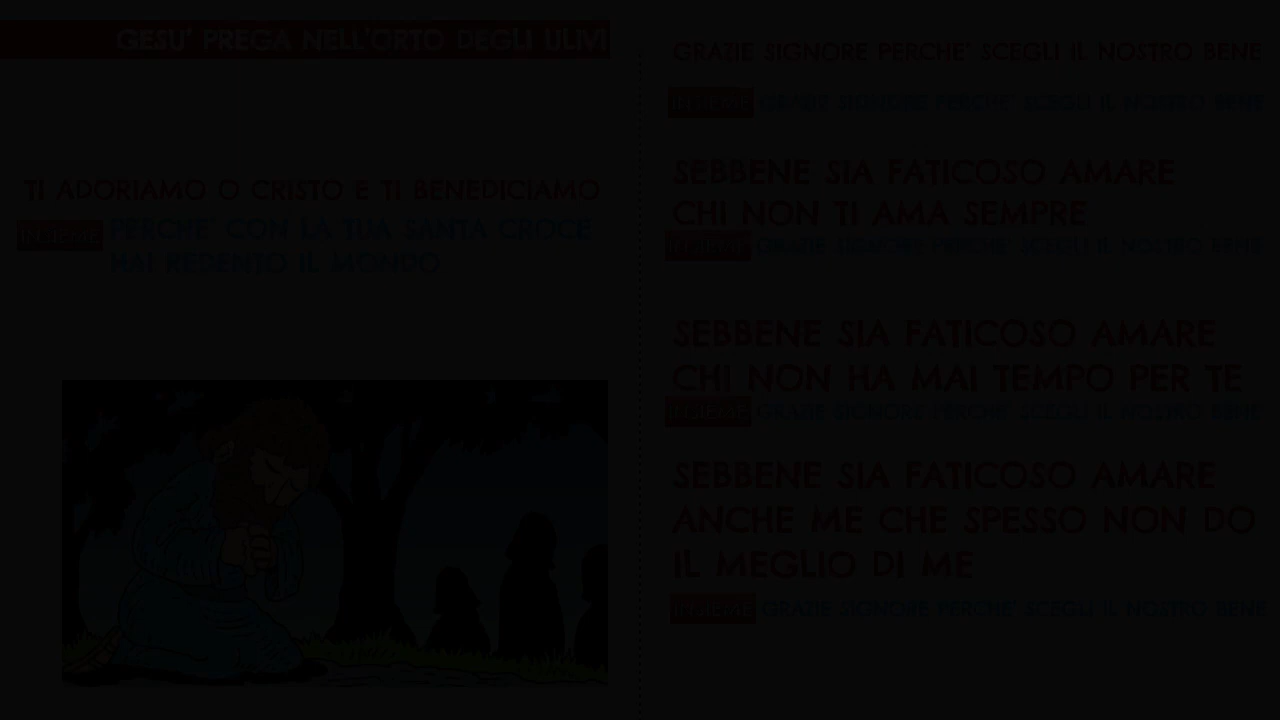 GESU' PREGA NELL'ORTO DEGLI ULIVI
TI ADORIAMO O CRISTO E TI BENEDICIAMO
INSIEME PERCHE' CON LA TUA SANTA CROCE
HAI REDENTO IL MONDO
GRAZIE SIGNORE PERCHE' SCEGLI IL NOSTRO BENE
INSIEME GRAZIE SIGNORE PERCHE' SCEGLI IL NOSTRO BENE
SEBBENE SIA FATICOSO AMARE
CHI NON TI AMA SEMPRE
INSIEME GRAZIE SIGNORE PERCHE' SCEGLI IL NOSTRO BENE
SEBBENE SIA FATICOSO AMARE
CHI NON HA MAI TEMPO PER TE
INSIEME GRAZIE SIGNORE PERCHE' SCEGLI IL NOSTRO BENE
SEBBENE SIA FATICOSO AMARE
ANCHE ME CHE SPESSO NON DO
IL MEGLIO DI ME
INSIEME GRAZIE SIGNORE PERCHE' SCEGLI IL NOSTRO BENE